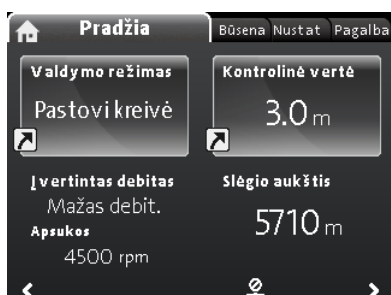 Pradžia
Būsena Nustat Pagalba
Valdymo režimas
Pastovi kreivė
Kontrolinė vertė
3.0 m
Įvertintas debitas
Mažas debit.
Apsukos
4500 rpm
Slėgio aukštis
5710 m